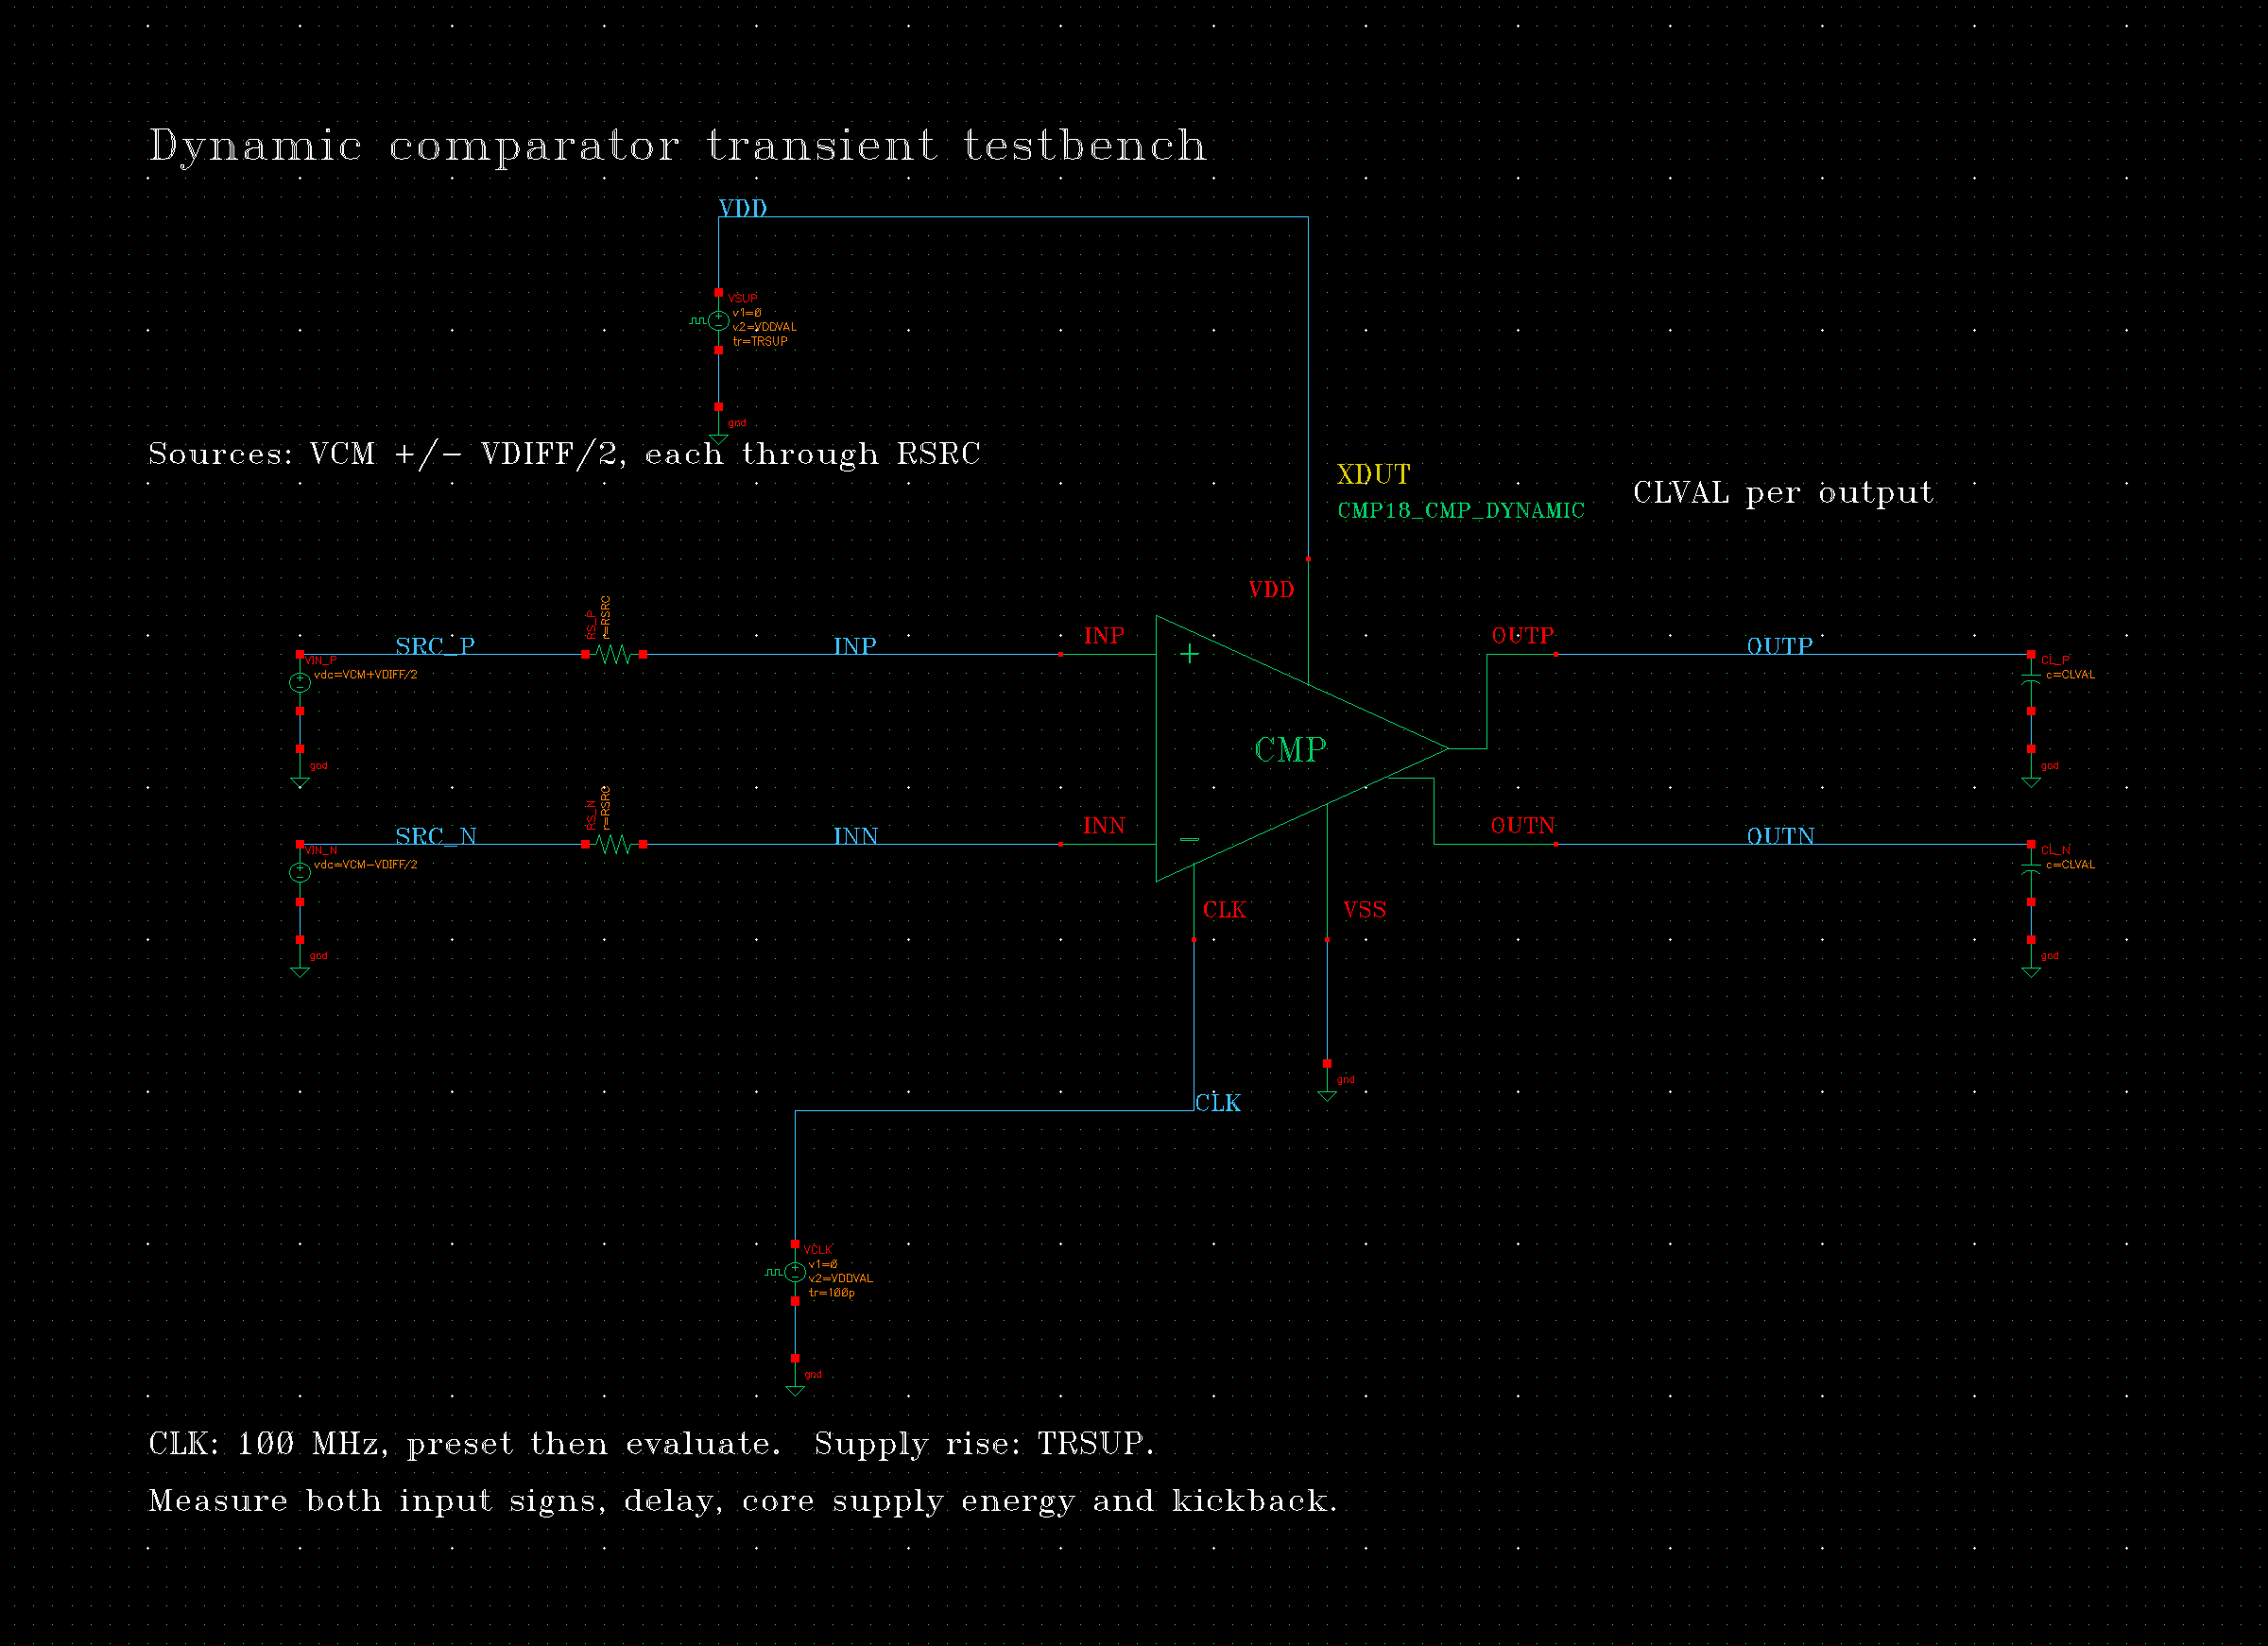 Dynamic comparator transient testbench
VDD
VSUP
v1=0
v2=VDDVAL
tr=TRSUP
gnd
Sources: VCM +/- VDIFF/2, each through RSRC
XDUT
CMP18_CMP_DYNAMIC
CLVAL per output
VDD
SRC_P
RS_P
r=RSRC
INP
INP
OUTP
OUTP
VIN_P
vdc=VCM+VDIFF/2
gnd
CL_P
c=CLVAL
gnd
CMP
SRC_N
RS_N
r=RSRC
INN
INN
OUTN
OUTN
VIN_N
vdc=VCM-VDIFF/2
gnd
CL_N
c=CLVAL
gnd
CLK
VSS
gnd
CLK
VCLK
v1=0
v2=VDDVAL
tr=100p
gnd
CLK: 100 MHz, preset then evaluate.  Supply rise: TRSUP.
Measure both input signs, delay, core supply energy and kickback.